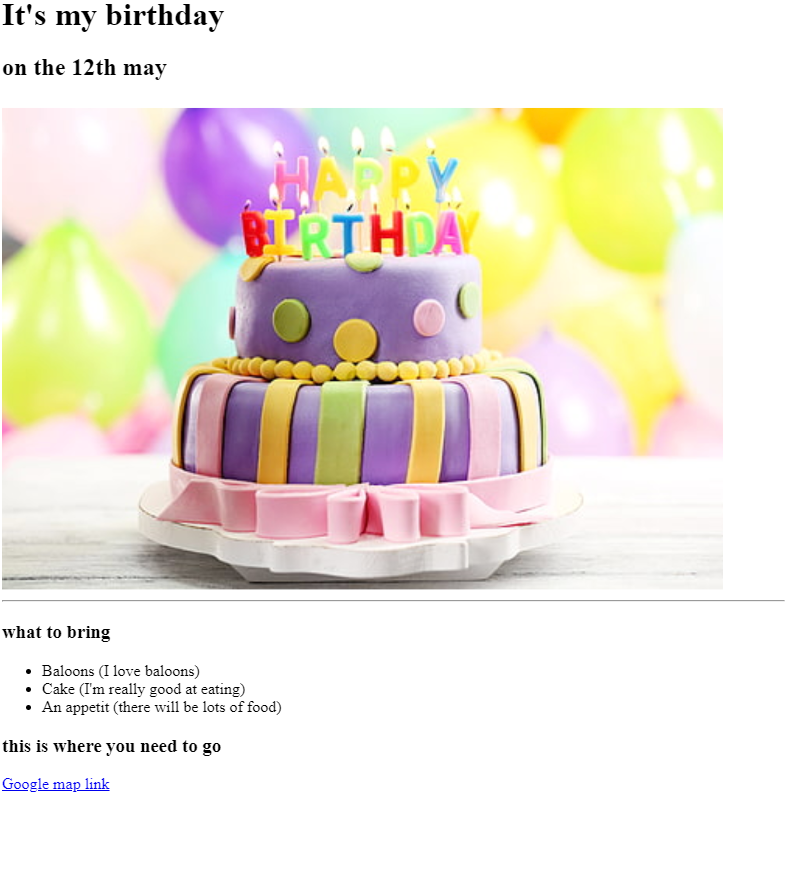 It's my birthday
on the 12th may
HAPPY
BIRTHDAY
what to bring
Baloons (I love baloons)
Cake (I'm really good at eating)
An appetit (there will be lots of food)
this is where you need to go
Google map link